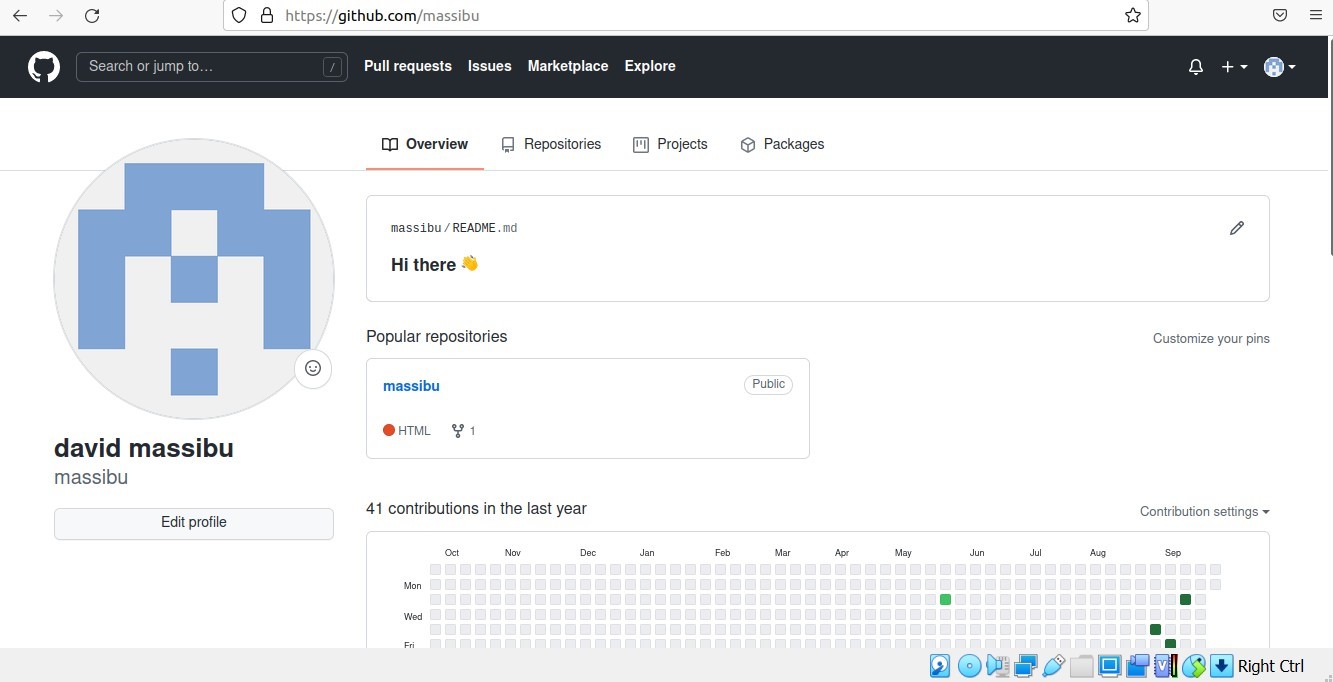 https://github.com/massibu
Search or jump to… /
Pull requests Issues Marketplace Explore
Overview Repositories Projects Packages
massibu/README.md
Hi there 👋
Popular repositories Customize your pins
massibu Public
HTML 1
david massibu
massibu
Edit profile
41 contributions in the last year Contribution settings
Oct Nov Dec Jan Feb Mar Apr May Jun Jul Aug Sep
Mon
Wed
Fri
V
Right Ctrl